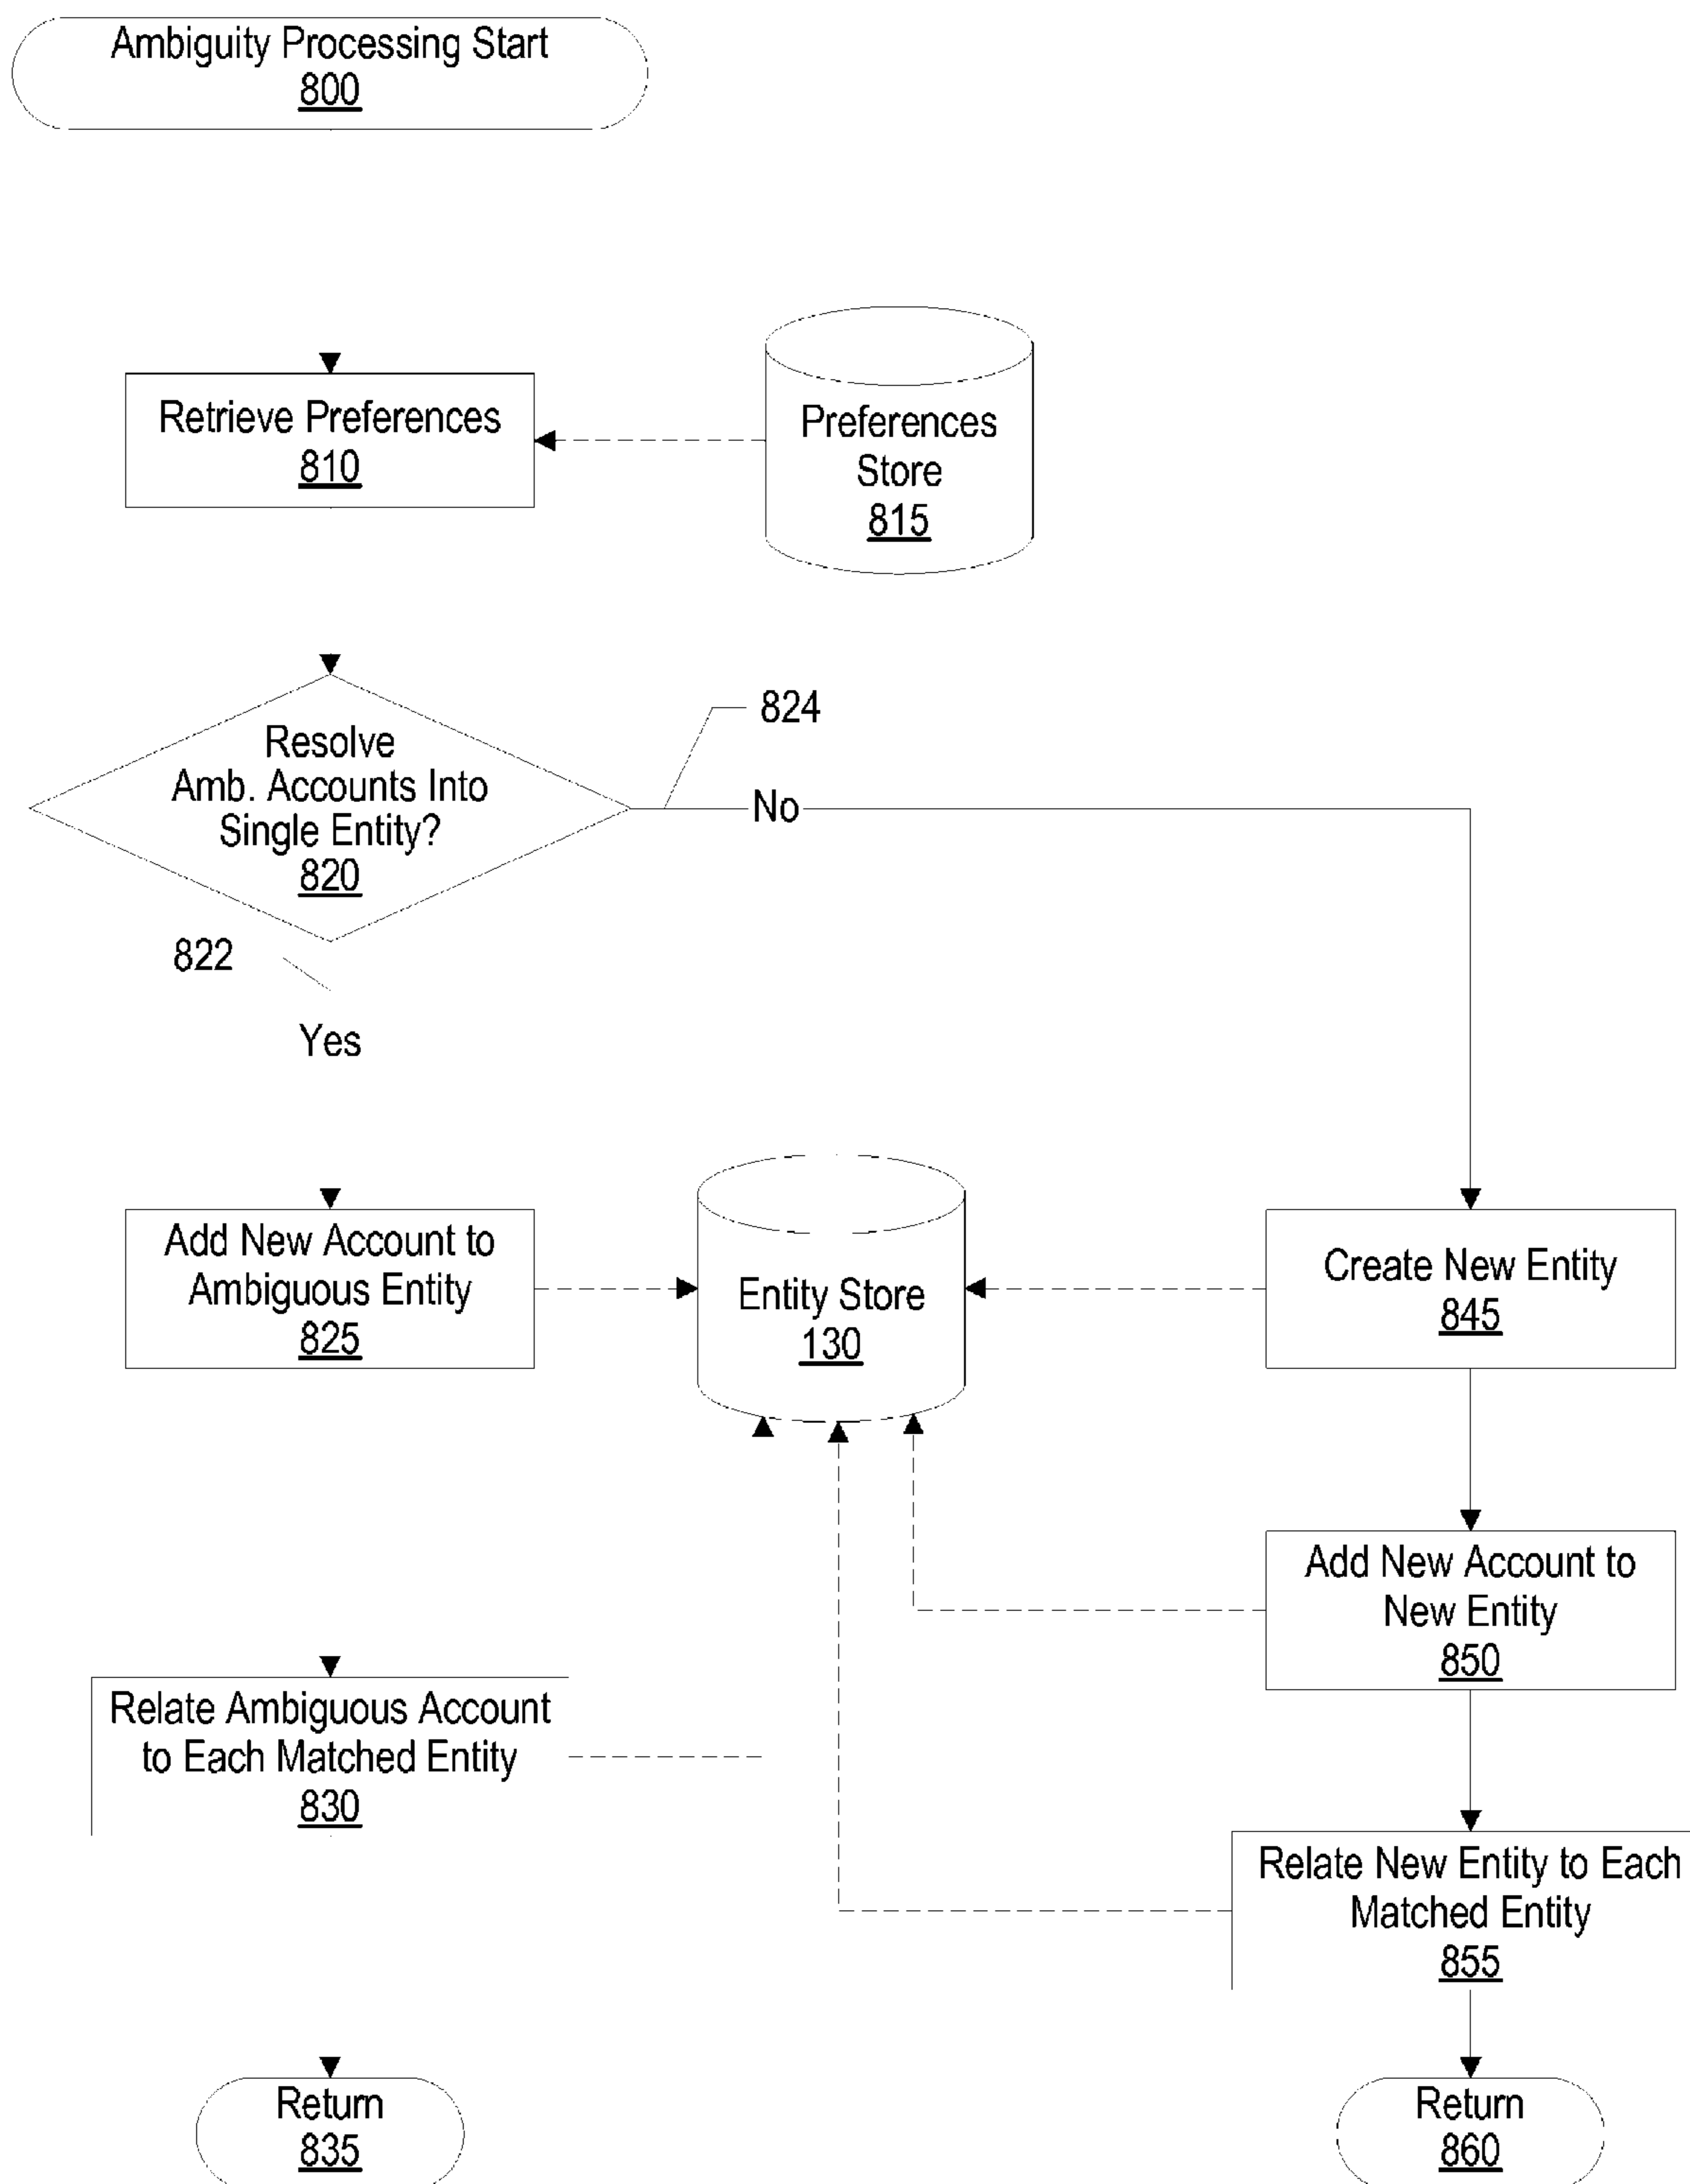 Ambiguity Processing Start
800
Retrieve Preferences
810
Preferences
Store
815
Resolve
Amb. Accounts Into
Single Entity?
820
824
No
822
Yes
Add New Account to
Ambiguous Entity
825
Entity Store
130
Create New Entity
845
Add New Account to
New Entity
850
Relate Ambiguous Account
to Each Matched Entity
830
Relate New Entity to Each
Matched Entity
855
Return
835
Return
860